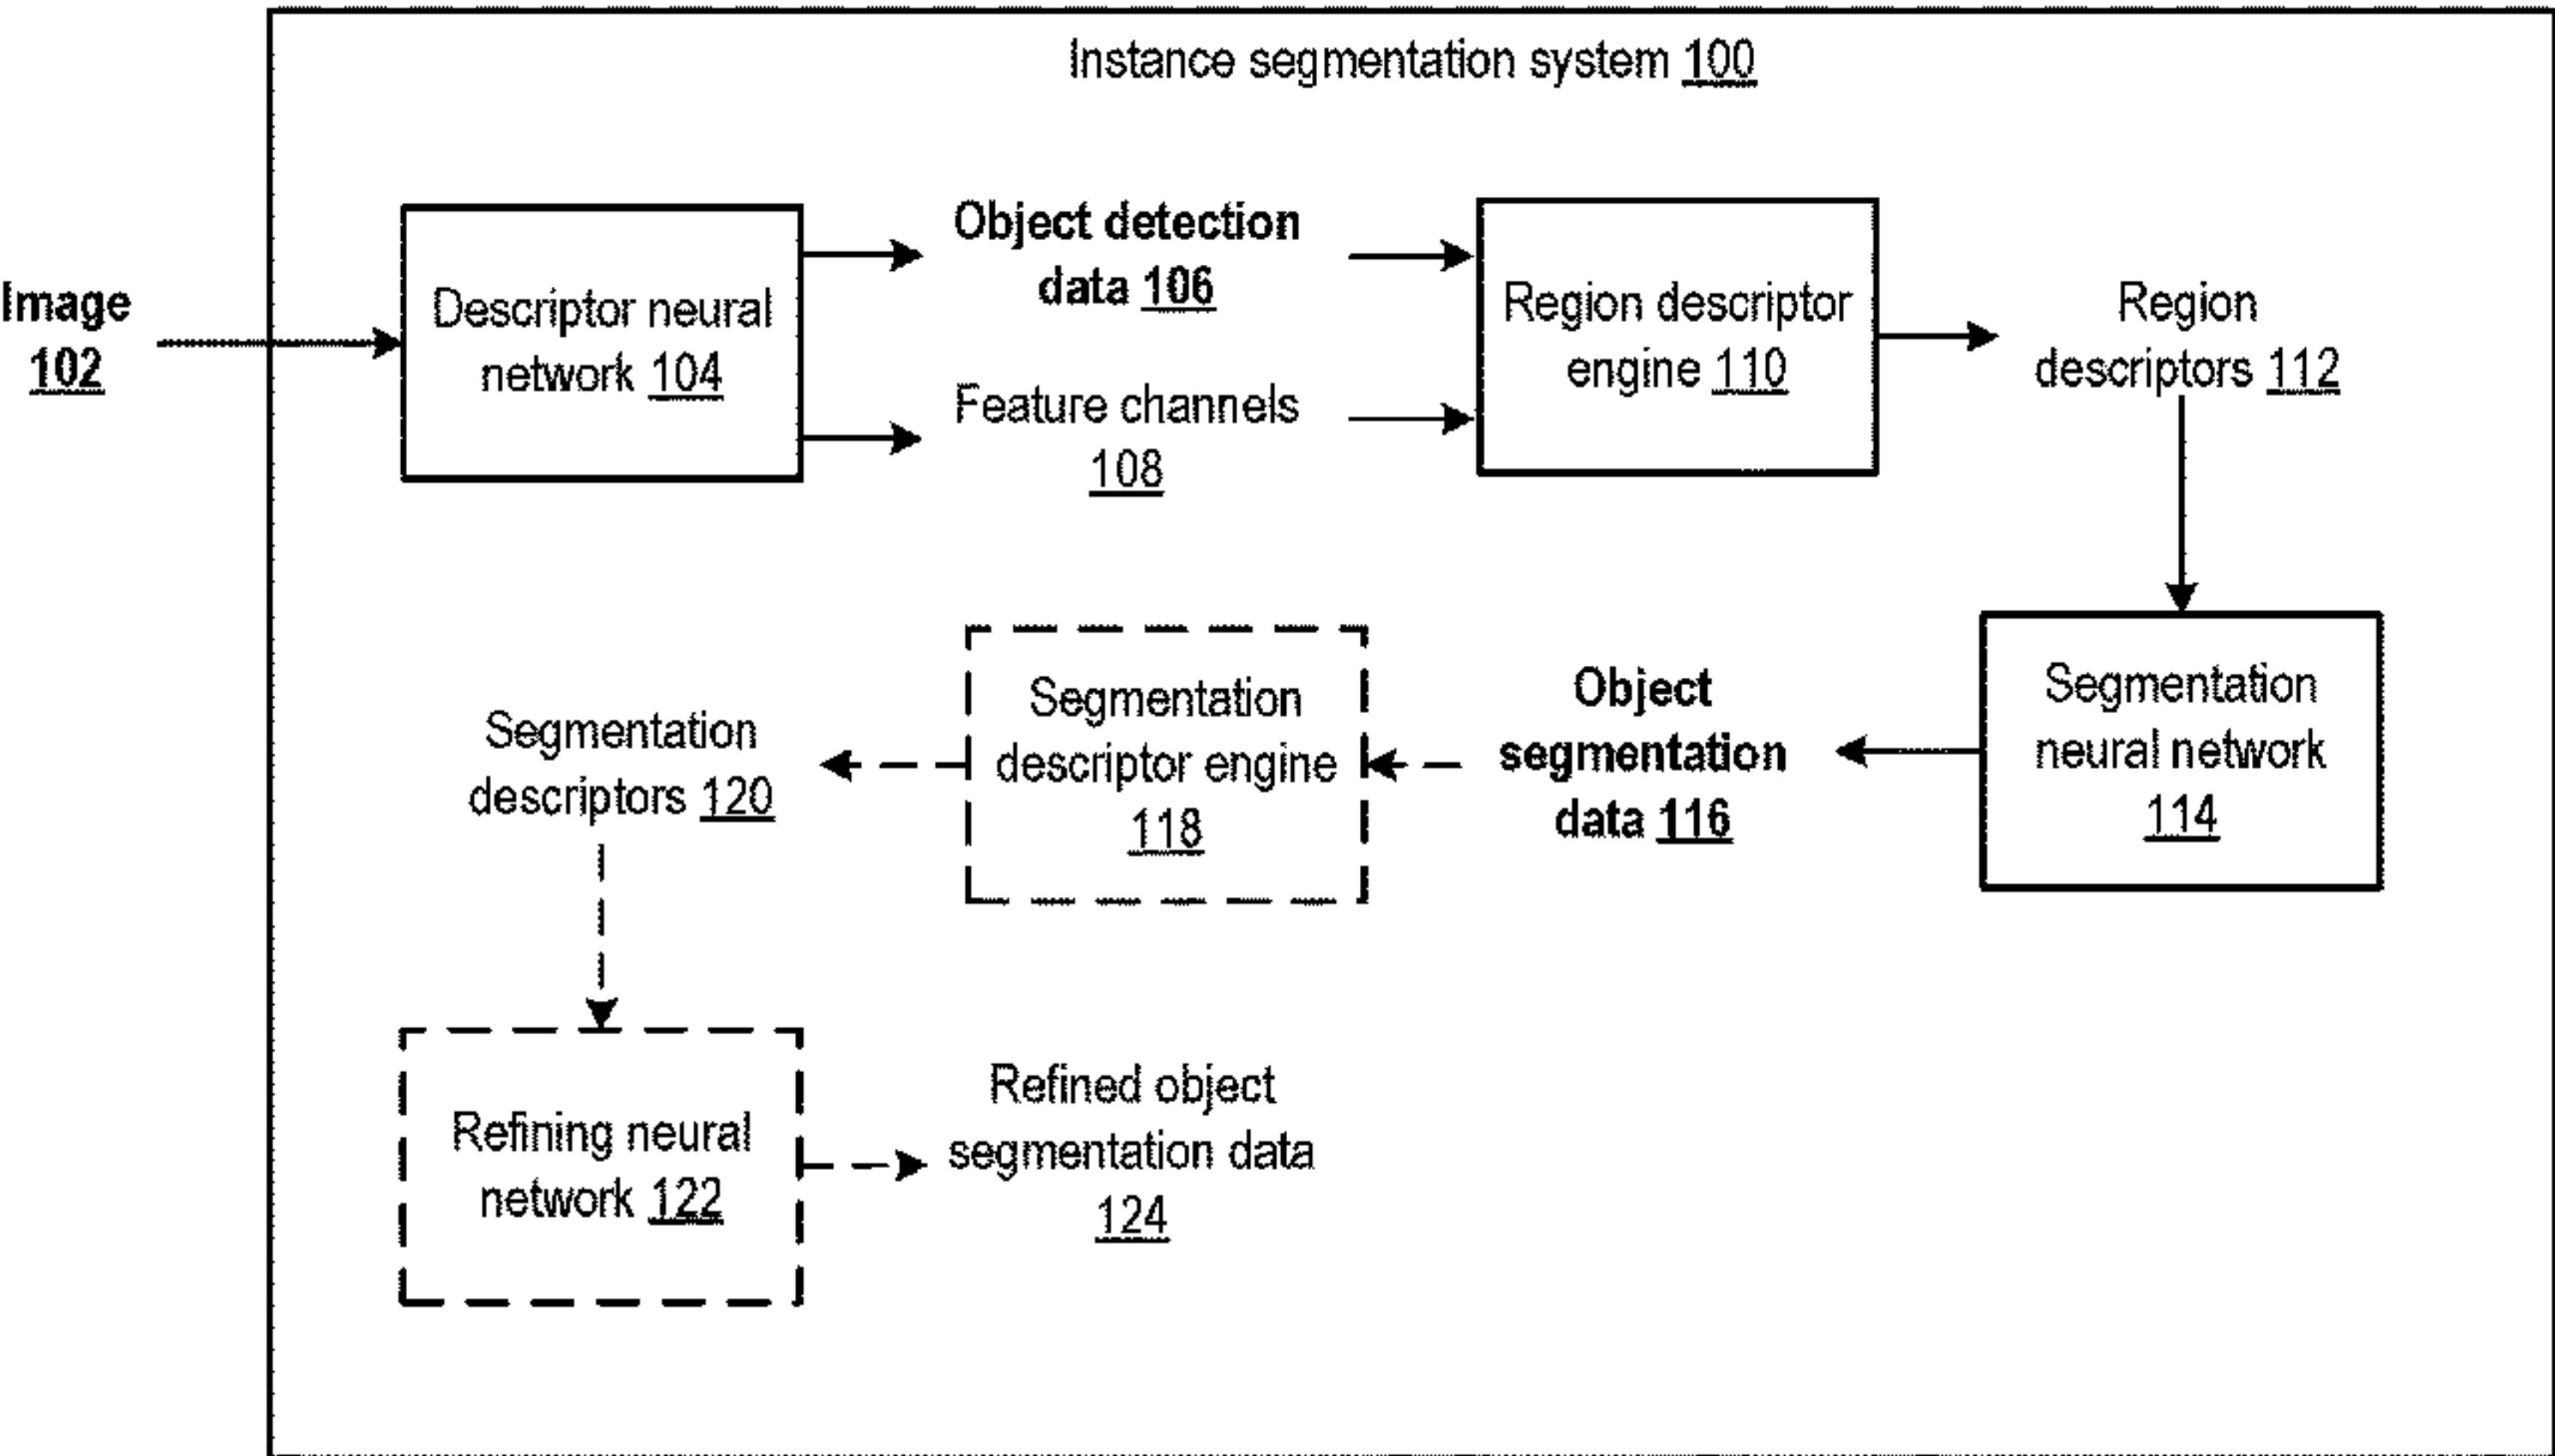 Instance segmentation system 100
Image
102
Descriptor neural
network 104
Object detection
data 106
Feature channels
108
Region descriptor
engine 110
Region
descriptors 112
Segmentation
neural network
114
Object
segmentation
data 116
Segmentation
descriptor engine
118
Segmentation
descriptors 120
Refining neural
network 122
Refined object
segmentation data
124